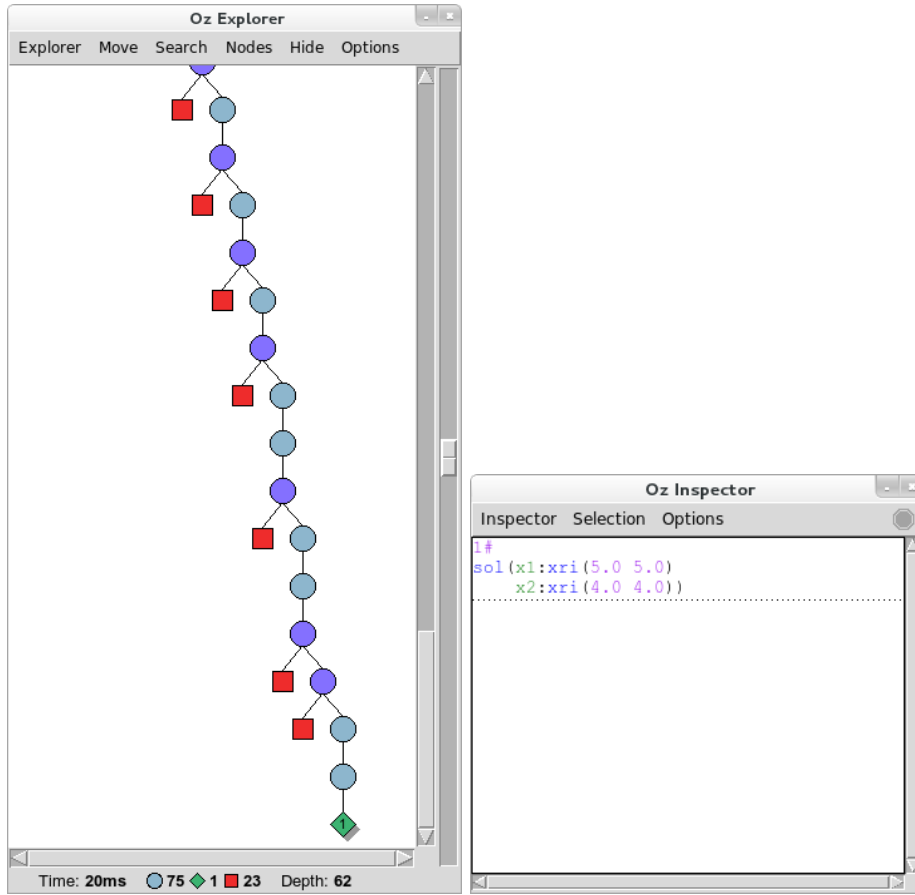 Oz Explorer
Explorer Move Search Nodes Hide Options
1
Time: 20ms 75 1 23 Depth: 62
Oz Inspector
Inspector Selection Options
1#
sol(x1:xri(5.0 5.0)
x2:xri(4.0 4.0))